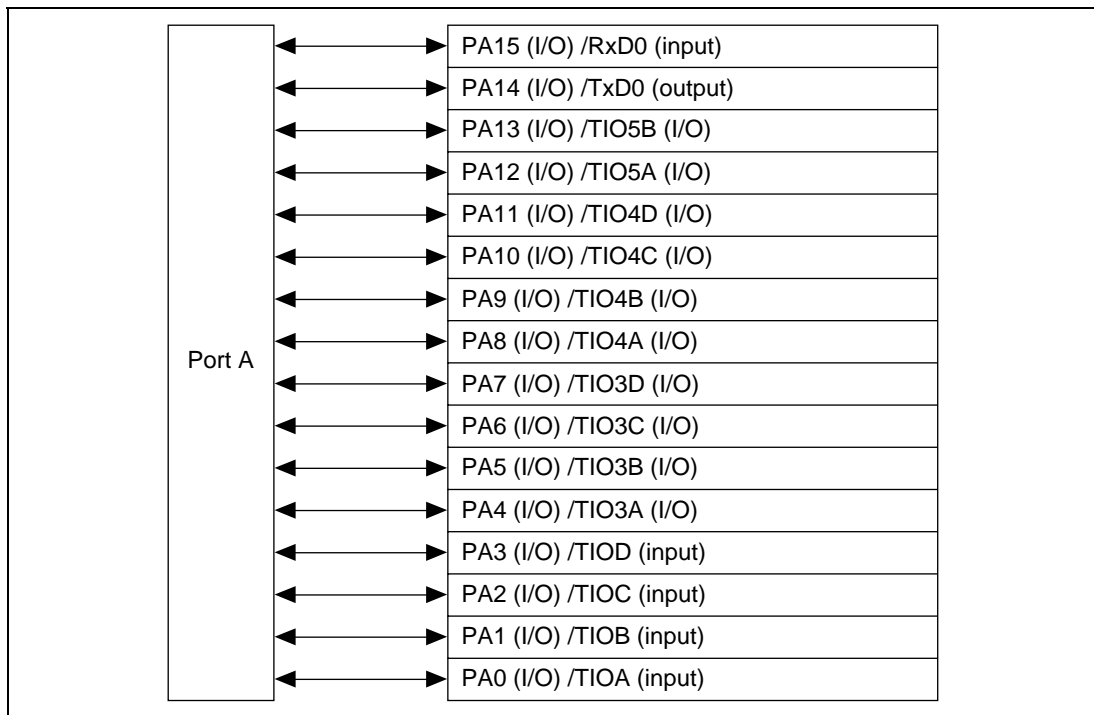 PA15 (I/O) /RxD0 (input)
PA14 (I/O) /TxD0 (output)
PA13 (I/O) /TIO5B (I/O)
PA12 (I/O) /TIO5A (I/O)
PA11 (I/O) /TIO4D (I/O)
PA10 (I/O) /TIO4C (I/O)
PA9 (I/O) /TIO4B (I/O)
PA8 (I/O) /TIO4A (I/O)
Port A
PA7 (I/O) /TIO3D (I/O)
PA6 (I/O) /TIO3C (I/O)
PA5 (I/O) /TIO3B (I/O)
PA4 (I/O) /TIO3A (I/O)
PA3 (I/O) /TIOD (input)
PA2 (I/O) /TIOC (input)
PA1 (I/O) /TIOB (input)
PA0 (I/O) /TIOA (input)